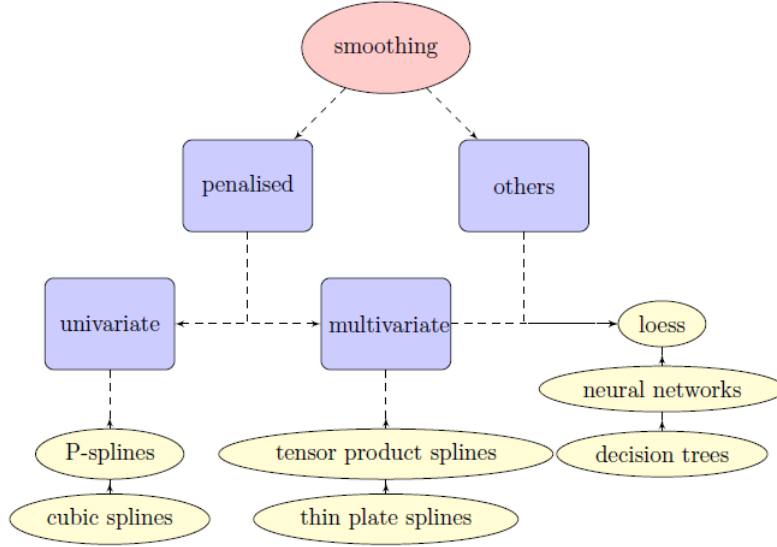 smoothing
penalised
others
univariate
multivariate
loess
neural networks
P-splines
tensor product splines
decision trees
cubic splines
thin plate splines